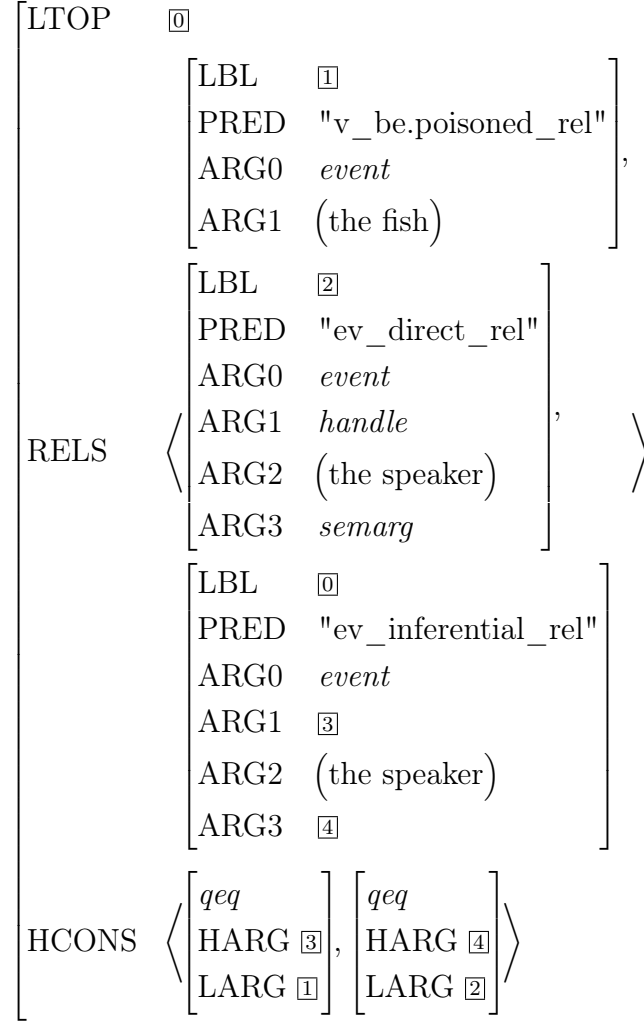 LTOP 0
LBL 1
PRED "v_be.poisoned_rel"
ARG0 event
ARG1 (the fish)
,
LBL 2
PRED "ev_direct_rel"
ARG0 event
ARG1 handle
ARG2 (the speaker)
ARG3 semarg
,
RELS ⟨ ⟩
LBL 0
PRED "ev_inferential_rel"
ARG0 event
ARG1 3
ARG2 (the speaker)
ARG3 4
HCONS ⟨[qeq HARG 3 LARG 1], [qeq HARG 4 LARG 2]⟩